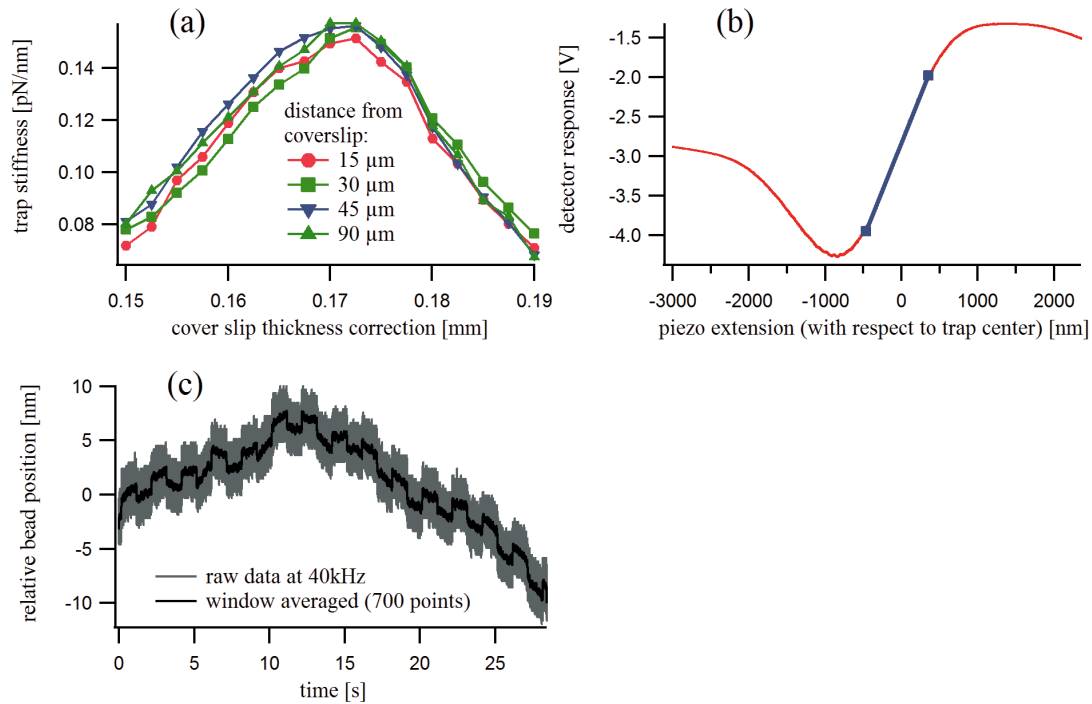 (a)
trap stiffness [pN/nm]
0.14
0.12
0.10
0.08
distance from
coverslip:
15 µm
30 µm
45 µm
90 µm
0.15
0.16
0.17
0.18
0.19
cover slip thickness correction [mm]
(b)
detector response [V]
-1.5
-2.0
-2.5
-3.0
-3.5
-4.0
-3000
-2000
-1000
0
1000
2000
piezo extension (with respect to trap center) [nm]
(c)
relative bead position [nm]
10
5
0
-5
-10
raw data at 40kHz
window averaged (700 points)
0
5
10
15
20
25
time [s]